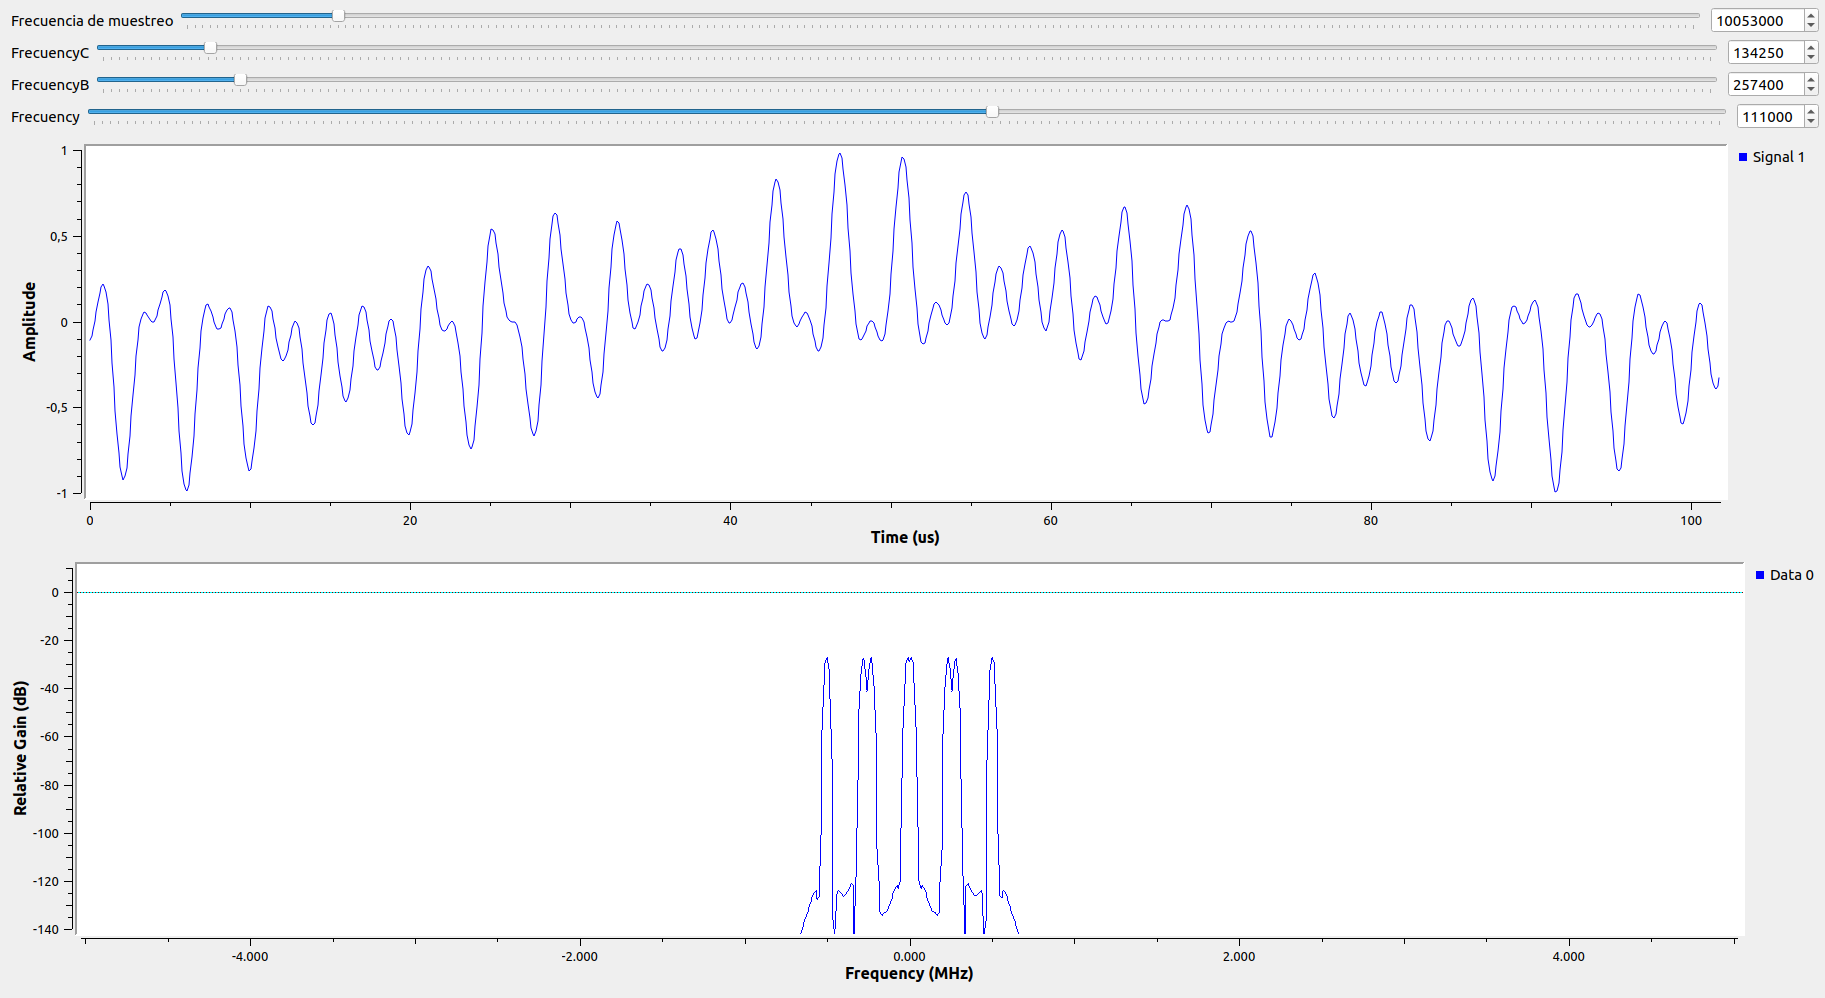 Frecuencia de muestreo 10053000
FrecuencyC 134250
FrecuencyB 257400
Frecuency 111000
Signal 1
1
0,5
0
-0,5
-1
Amplitude
0 20 40 60 80 100
Time (us)
Data 0
0
-20
-40
-60
-80
-100
-120
-140
Relative Gain (dB)
-4.000 -2.000 0.000 2.000 4.000
Frequency (MHz)